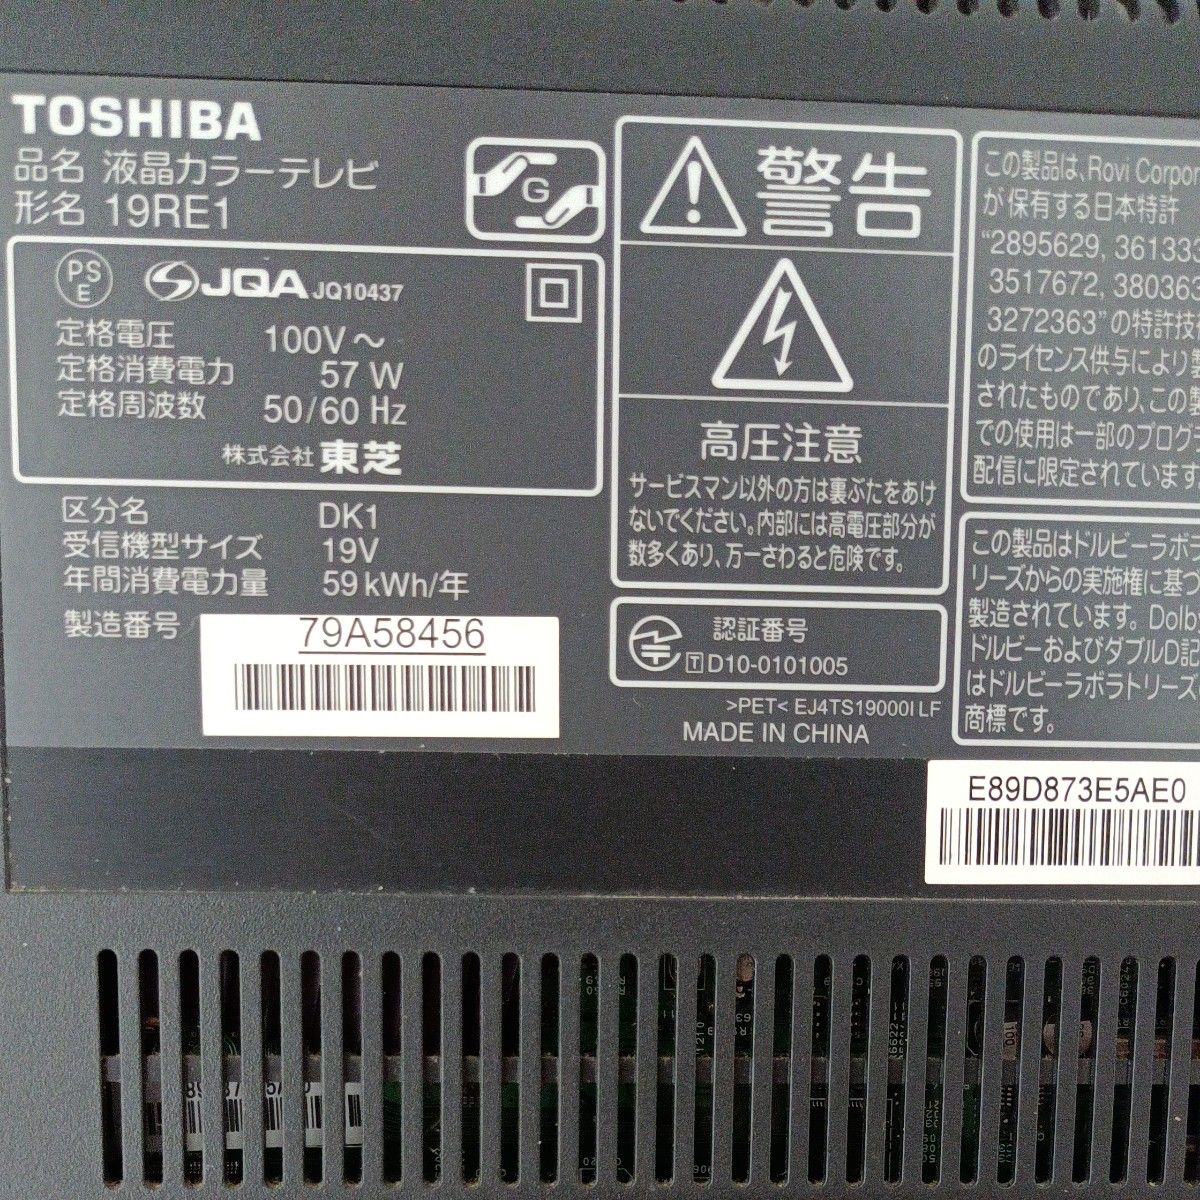 TOSHIBA
品名 液晶カラーテレビ
形名 19RE1
G
PS
E
JQA JQ10437
定格電圧 100V～
定格消費電力 57 W
定格周波数 50/60 Hz
株式会社 東芝
区分名 DK1
受信機型サイズ 19V
年間消費電力量 59 kWh/年
製造番号 79A58456
警告
高圧注意
サービスマン以外の方は裏ぶたをあけ
ないでください。内部には高電圧部分が
数多くあり、万一さわると危険です。
認証番号
T D10-0101005
>PET< EJ4TS19000I LF
MADE IN CHINA
この製品は、Rovi Corpor
が保有する日本特許
"2895629, 361333
3517672, 380363
3272363"の特許技
のライセンス供与により製
されたものであり、この製
での使用は一部のプログ
配信に限定されています
この製品はドルビーラボ
リーズからの実施権に基づ
製造されています。Dolb
ドルビーおよびダブルD記
はドルビーラボラトリーズ
商標です。
E89D873E5AE0